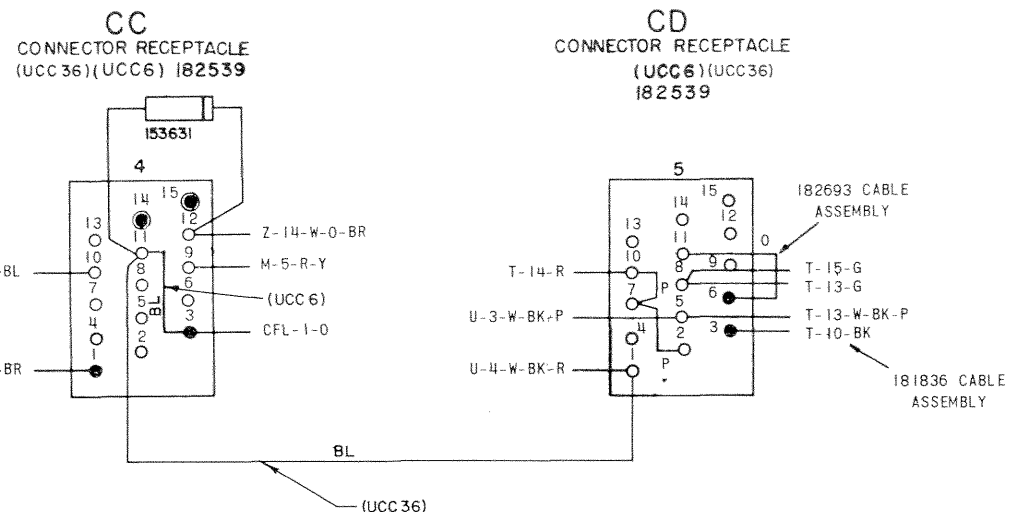 CC
CONNECTOR RECEPTACLE
(UCC36)(UCC6) 182539
153631
4
14
15
12
13
11
10
9
8
7
6
5
4
3
2
1
BL
-BL
-BR
Z-14-W-O-BR
M-5-R-Y
(UCC6)
CFL-1-O
BL
(UCC36)
CD
CONNECTOR RECEPTACLE
(UCC6)(UCC36)
182539
5
15
14
13
12
11
10
9
8
7
6
5
4
3
2
1
O
P
P
T-14-R
U-3-W-BK-P
U-4-W-BK-R
182693 CABLE
ASSEMBLY
T-15-G
T-13-G
T-13-W-BK-P
T-10-BK
181836 CABLE
ASSEMBLY